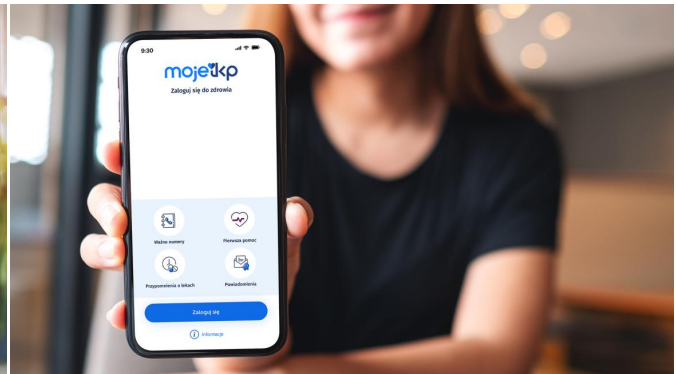 9:30
mojeikp
Zaloguj się do zdrowia
Ważne numery
Pierwsza pomoc
Przypomnienia o lekach
Powiadomienia
Zaloguj się
Informacje